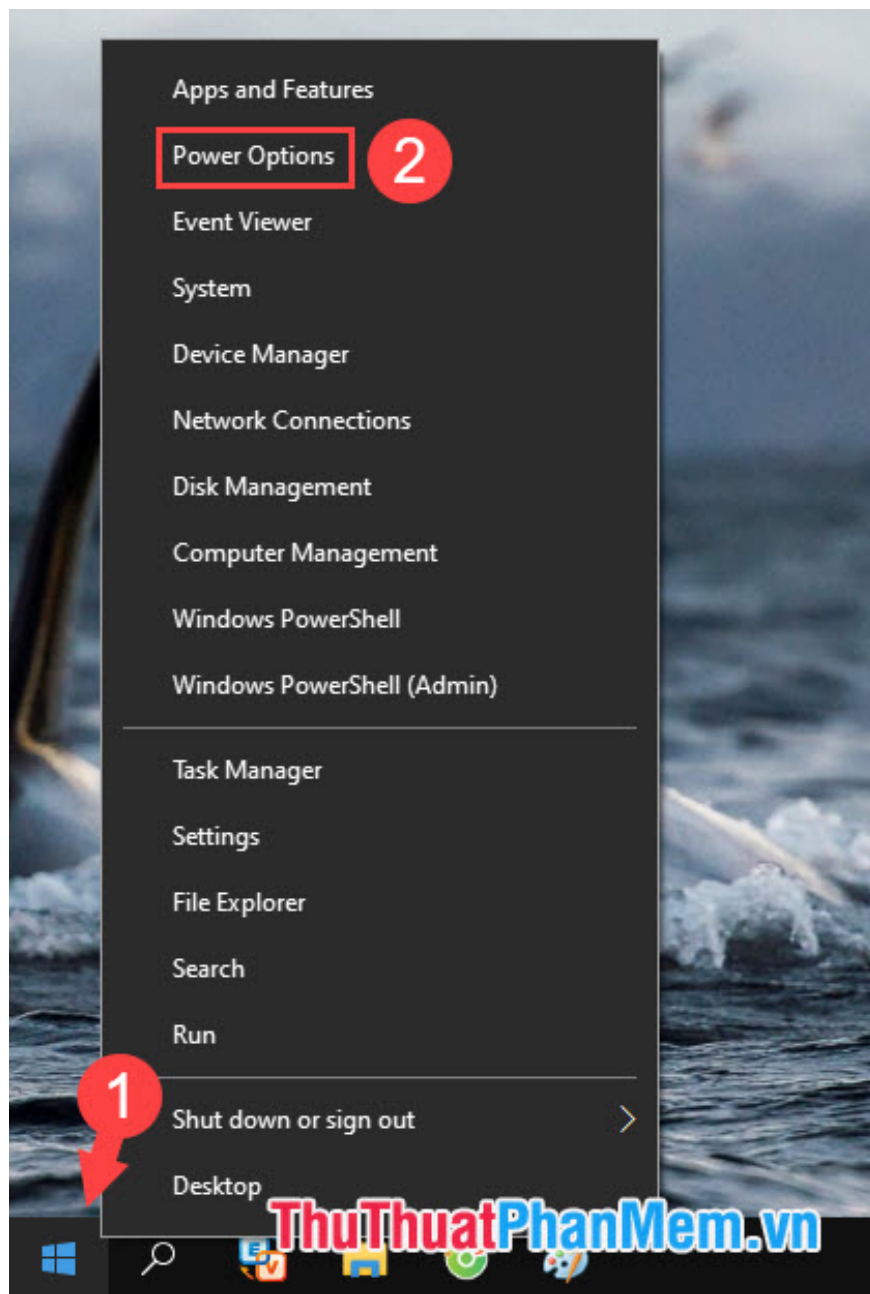 Apps and Features
Power Options
2
Event Viewer
System
Device Manager
Network Connections
Disk Management
Computer Management
Windows PowerShell
Windows PowerShell (Admin)
Task Manager
Settings
File Explorer
Search
Run
1
Shut down or sign out
Desktop
ThuThuatPhanMem.vn
E
V